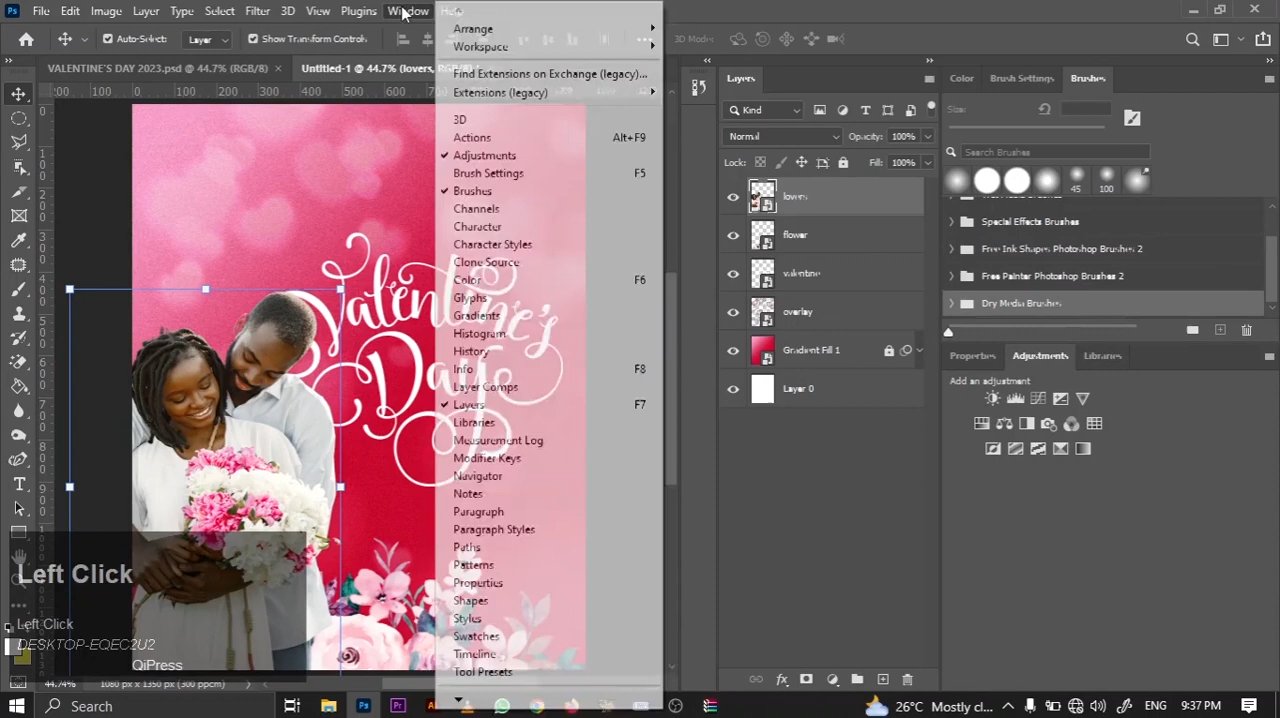 Ps File Edit Image Layer Type Select Filter 3D View Plugins Window Help
Auto-Select: Layer Show Transform Controls 3D Mode:
VALENTINE'S DAY 2023.psd @ 44.7% (RGB/8) × Untitled-1 @ 44.7% (lovers, RGB/8)
Arrange
Workspace
Find Extensions on Exchange (legacy)...
Extensions (legacy)
3D
Actions Alt+F9
Adjustments
Brush Settings F5
Brushes
Channels
Character
Character Styles
Clone Source
Color F6
Glyphs
Gradients
Histogram
History
Info F8
Layer Comps
Layers F7
Libraries
Measurement Log
Modifier Keys
Navigator
Notes
Paragraph
Paragraph Styles
Paths
Patterns
Properties
Shapes
Styles
Swatches
Timeline
Tool Presets
Valentine's
Day
Layers
Kind
Normal Opacity: 100%
Lock: Fill: 100%
lovers
flower
valentine
overlay
Gradient Fill 1
Layer 0
Color Brush Settings Brushes
Size:
Search Brushes
45 100
Special Effects Brushes
Free Ink Shapes Photoshop Brushes 2
Free Painter Photoshop Brushes 2
Dry Media Brushes
Properties Adjustments Libraries
Add an adjustment
Left Click
Left Click
DESKTOP-EQEC2U2
QiPress
44.74% 1080 px x 1350 px (300 ppcm)
Search
26°C Mostly cl... ENG 9:37 PM